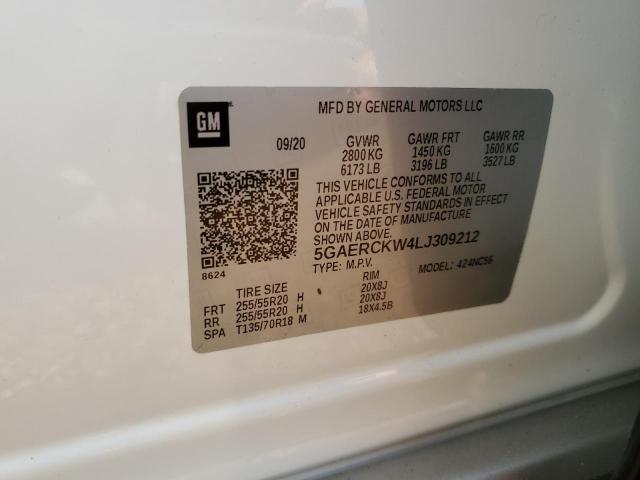 GM
MFD BY GENERAL MOTORS LLC
09/20 GVWR GAWR FRT GAWR RR
2800 KG 1450 KG 1600 KG
6173 LB 3196 LB 3527 LB
THIS VEHICLE CONFORMS TO ALL
APPLICABLE U.S. FEDERAL MOTOR
VEHICLE SAFETY STANDARDS IN EFFECT
ON THE DATE OF MANUFACTURE
5GAERCKW4LJ309212
TYPE: M.P.V. MODEL: 424NC56
8624
TIRE SIZE RIM
FRT 255/55R20 H 20X8J
RR 255/55R20 H 20X8J
SPA T135/70R18 M 18X4.5B